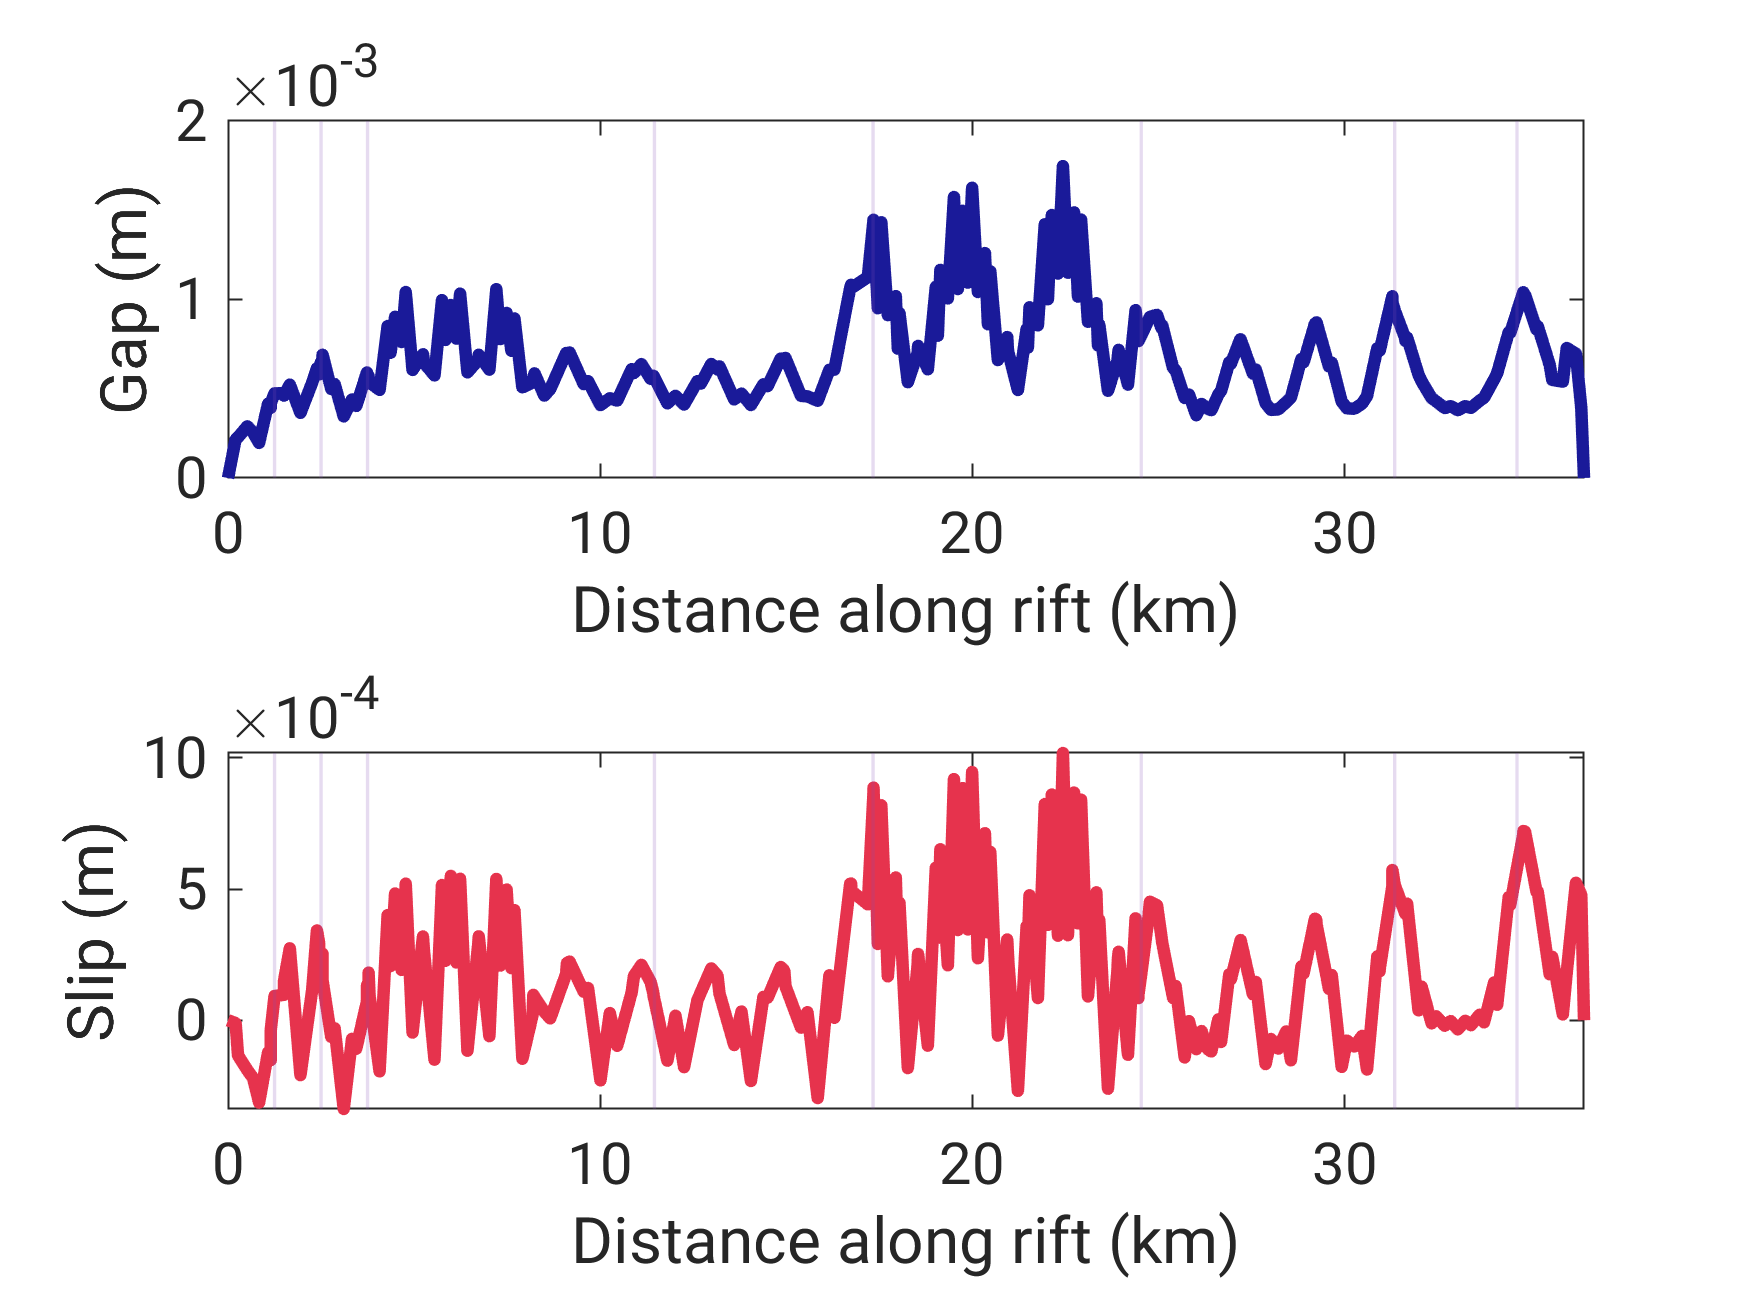 ×10^-3
2
1
0
Gap (m)
0 10 20 30
Distance along rift (km)
×10^-4
10
5
0
Slip (m)
0 10 20 30
Distance along rift (km)